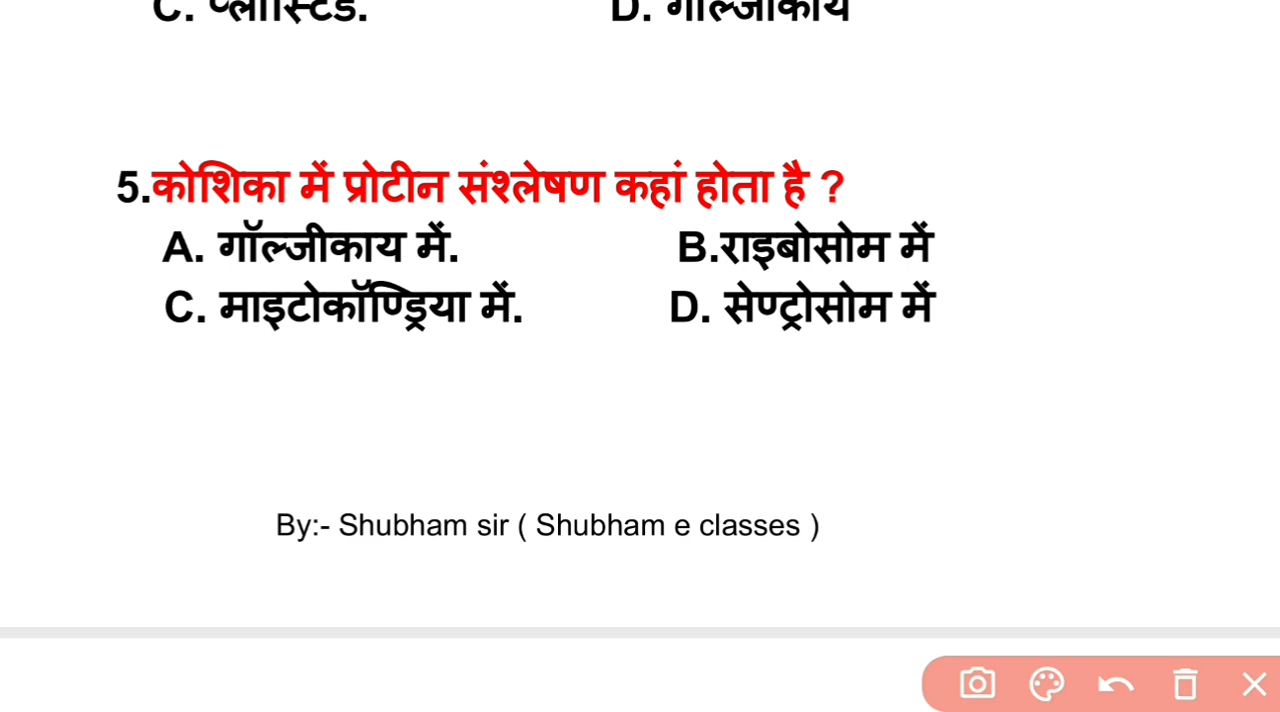 C. प्लास्टिड. D. गॉल्जीकाय
5.कोशिका में प्रोटीन संश्लेषण कहां होता है ?
A. गॉल्जीकाय में. B.राइबोसोम में
C. माइटोकॉण्ड्रिया में. D. सेण्ट्रोसोम में
By:- Shubham sir ( Shubham e classes )